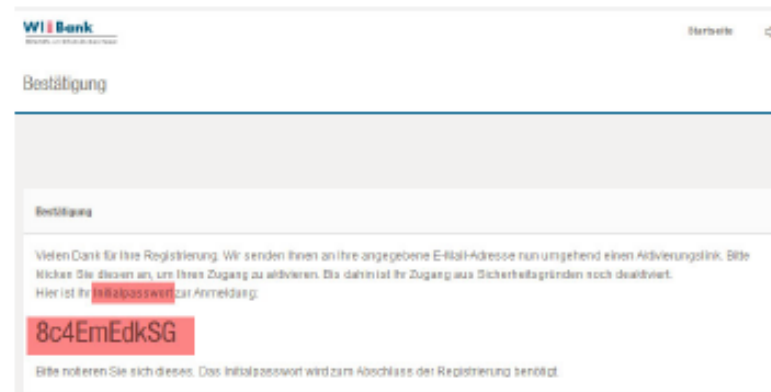 WIBank
Startseite
Bestätigung
Bestätigung
Vielen Dank für Ihre Registrierung. Wir senden Ihnen an Ihre angegebene E-Mail-Adresse nun umgehend einen Aktivierungslink. Bitte
klicken Sie diesen an, um Ihren Zugang zu aktivieren. Bis dahin ist Ihr Zugang aus Sicherheitsgründen noch deaktiviert.
Hier ist Ihr Initialpasswort zur Anmeldung:
8c4EmEdkSG
Bitte notieren Sie sich dieses. Das Initialpasswort wird zum Abschluss der Registrierung benötigt.